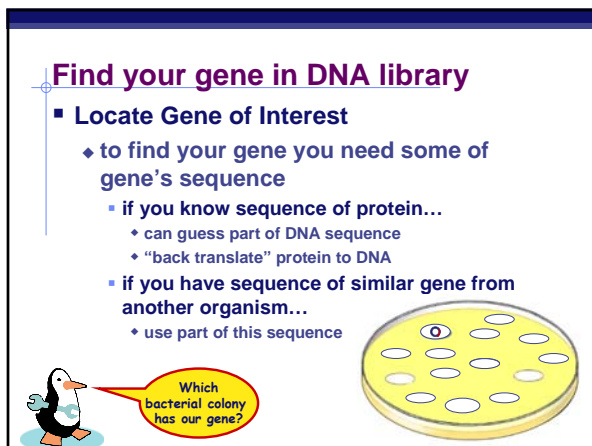 Find your gene in DNA library
▪ Locate Gene of Interest
◆ to find your gene you need some of
gene's sequence
▪ if you know sequence of protein…
◆ can guess part of DNA sequence
◆ “back translate” protein to DNA
▪ if you have sequence of similar gene from
another organism…
◆ use part of this sequence
Which
bacterial colony
has our gene?